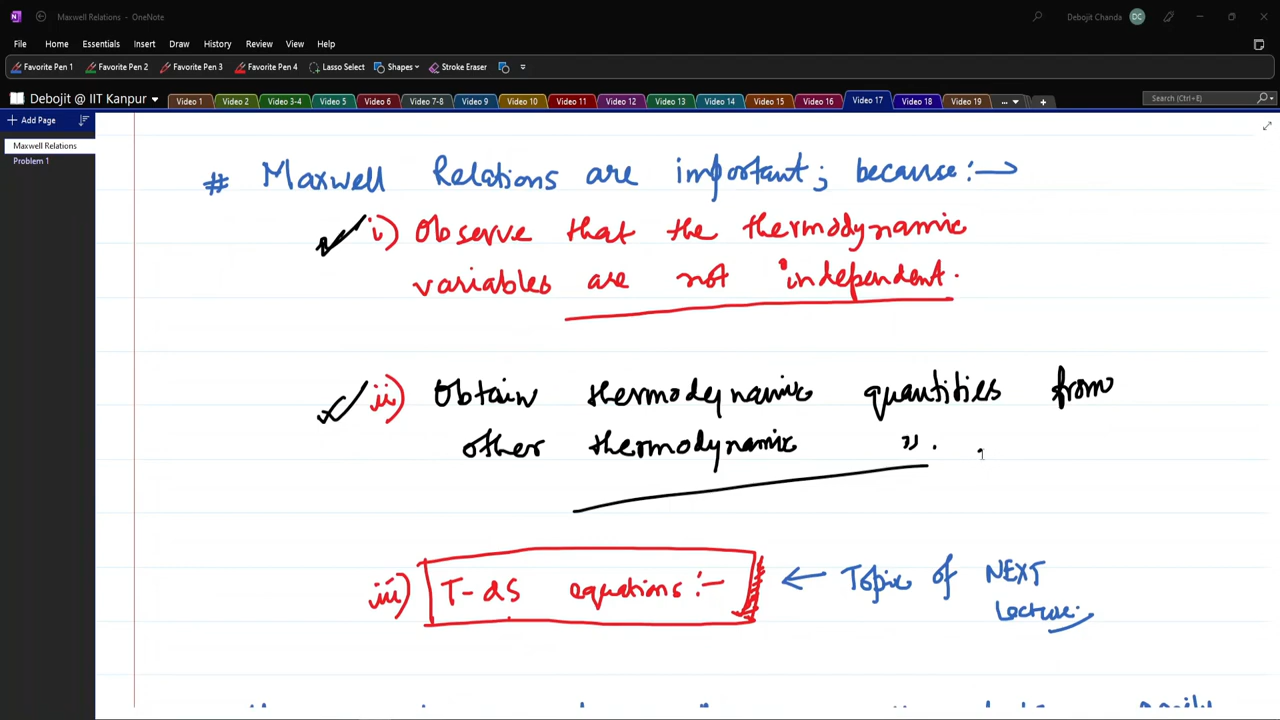 Maxwell Relations - OneNote
Debojit Chanda DC
File Home Essentials Insert Draw History Review View Help
Favorite Pen 1 Favorite Pen 2 Favorite Pen 3 Favorite Pen 4 Lasso Select Shapes Stroke Eraser
Debojit @ IIT Kanpur Video 1 Video 2 Video 3-4 Video 5 Video 6 Video 7-8 Video 9 Video 10 Video 11 Video 12 Video 13 Video 14 Video 15 Video 16 Video 17 Video 18 Video 19 ... + Search (Ctrl+E)
+ Add Page
Maxwell Relations
Problem 1
# Maxwell Relations are important; because:→
i) Observe that the thermodynamic
variables are not independent.
ii) Obtain thermodynamic quantities from
other thermodynamic ".
iii) T-dS equations:- ← Topic of NEXT
Lecture.